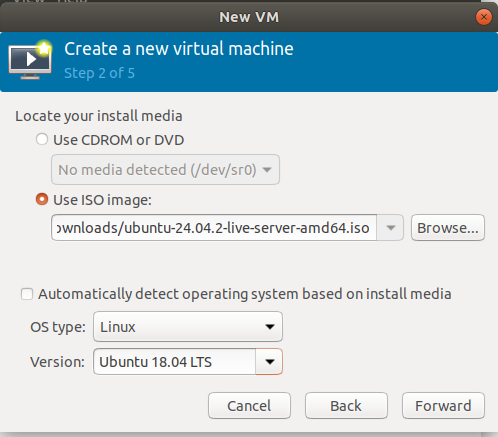 New VM
Create a new virtual machine
Step 2 of 5
Locate your install media
Use CDROM or DVD
No media detected (/dev/sr0)
Use ISO image:
ownloads/ubuntu-24.04.2-live-server-amd64.iso
Browse...
Automatically detect operating system based on install media
OS type: Linux
Version: Ubuntu 18.04 LTS
Cancel Back Forward